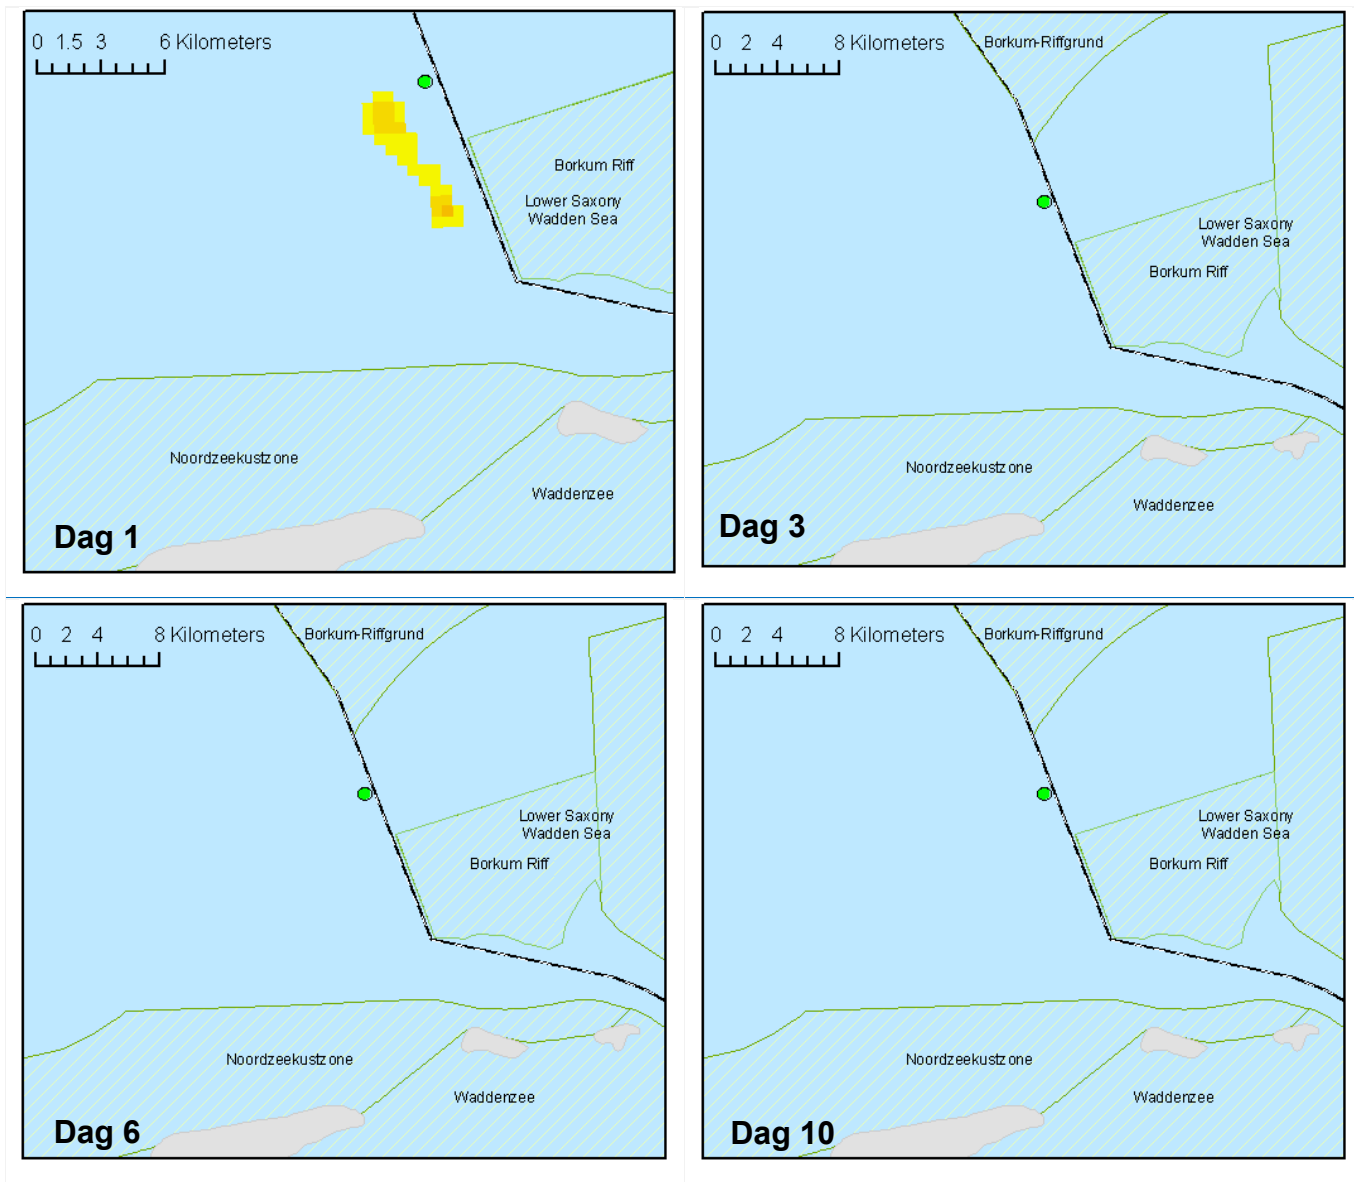 0 1.5 3 6 Kilometers
Borkum Riff
Lower Saxony
Wadden Sea
Noordzeekustzone
Waddenzee
Dag 1
0 2 4 8 Kilometers
Borkum-Riffgrund
Lower Saxony
Wadden Sea
Borkum Riff
Noordzeekustzone
Waddenzee
Dag 3
0 2 4 8 Kilometers
Borkum-Riffgrund
Lower Saxony
Wadden Sea
Borkum Riff
Noordzeekustzone
Waddenzee
Dag 6
0 2 4 8 Kilometers
Borkum-Riffgrund
Lower Saxony
Wadden Sea
Borkum Riff
Noordzeekustzone
Waddenzee
Dag 10